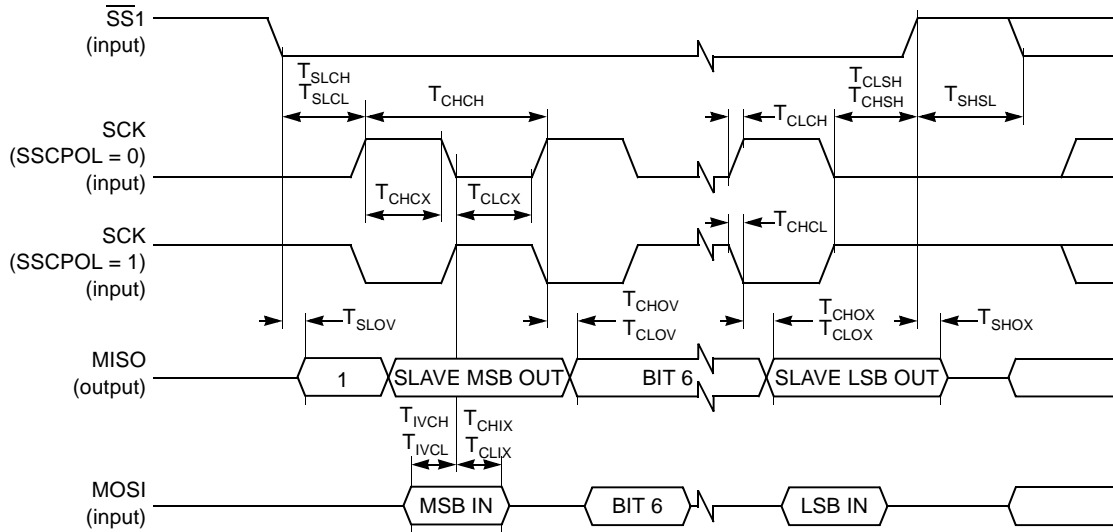 SS1
(input)
TSLCH
TSLCL
TCHCH
TCLCH
TCLSH
TCHSH
TSHSL
SCK
(SSCPOL = 0)
(input)
TCHCX
TCLCX
TCHCL
SCK
(SSCPOL = 1)
(input)
TSLOV
TCHOV
TCLOV
TCHOX
TCLOX
TSHOX
MISO
(output)
1
SLAVE MSB OUT
BIT 6
SLAVE LSB OUT
TIVCH
TIVCL
TCHIX
TCLIX
MOSI
(input)
MSB IN
BIT 6
LSB IN